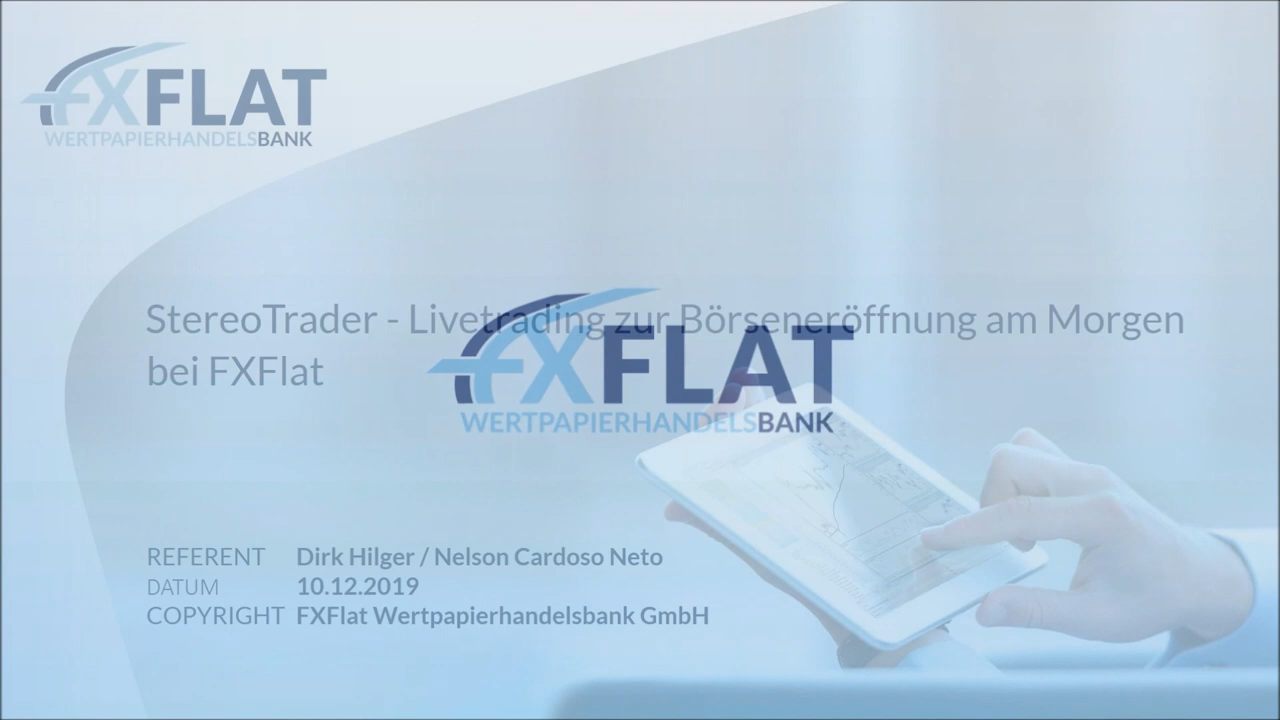 FXFLAT
WERTPAPIERHANDELSBANK
StereoTrader - Livetrading zur Börseneröffnung am Morgen
bei FXFlat
FXFLAT
WERTPAPIERHANDELSBANK
REFERENT Dirk Hilger / Nelson Cardoso Neto
DATUM 10.12.2019
COPYRIGHT FXFlat Wertpapierhandelsbank GmbH